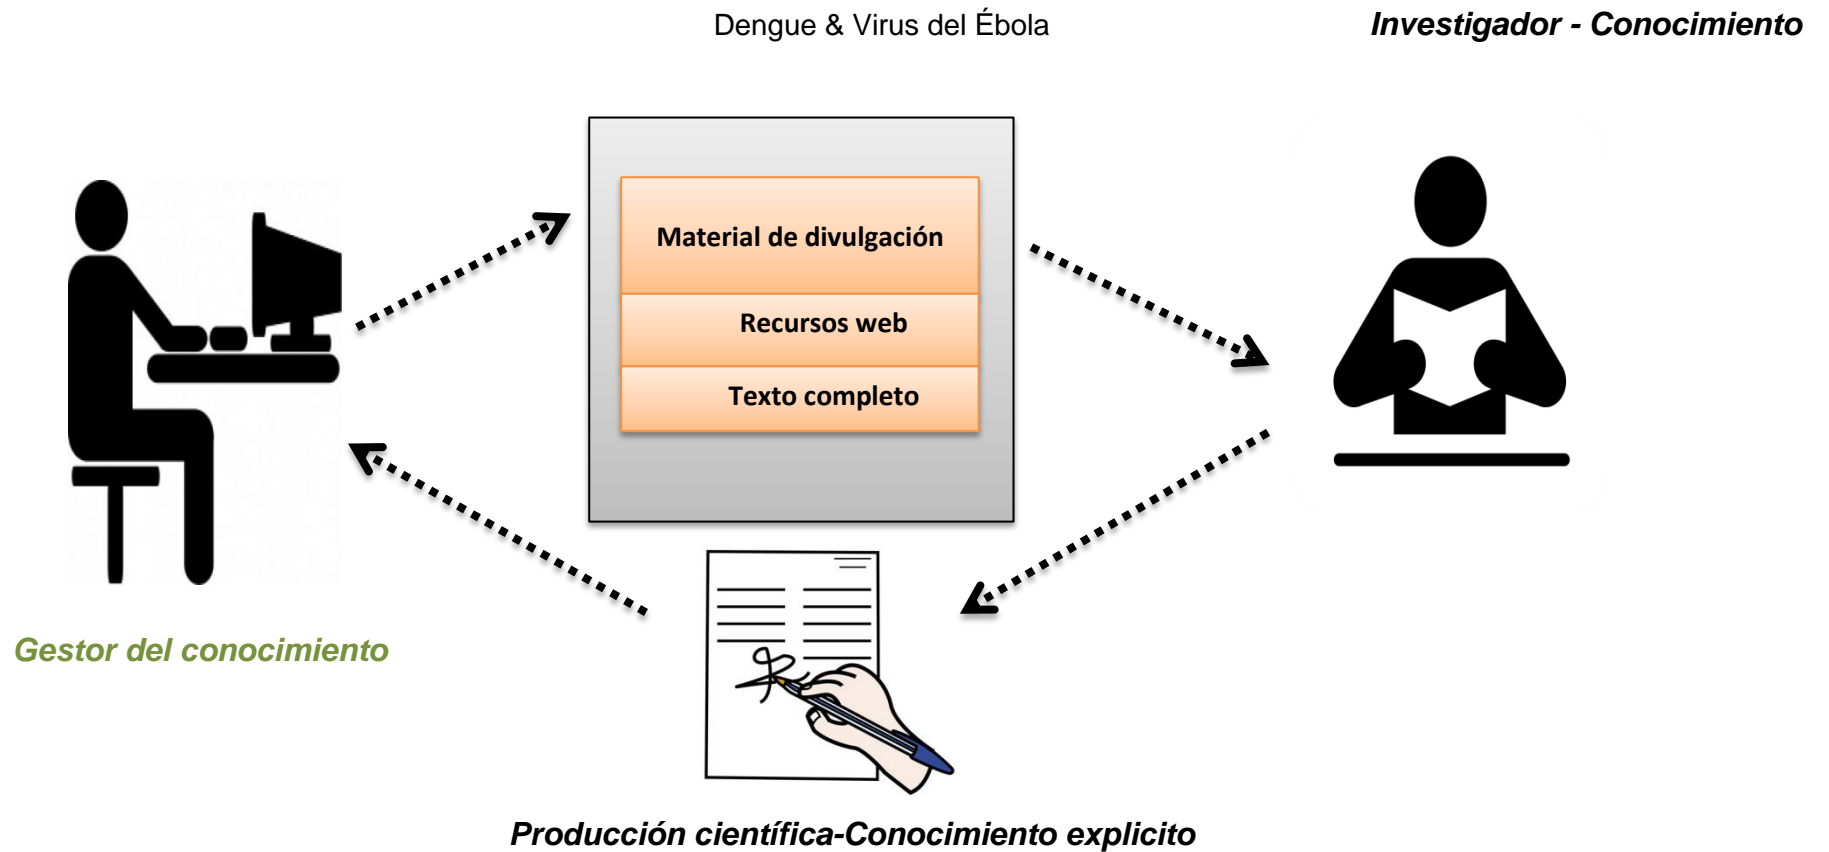 Dengue & Virus del Ébola
Investigador - Conocimiento
Material de divulgación
Recursos web
Texto completo
Gestor del conocimiento
Producción científica-Conocimiento explicito